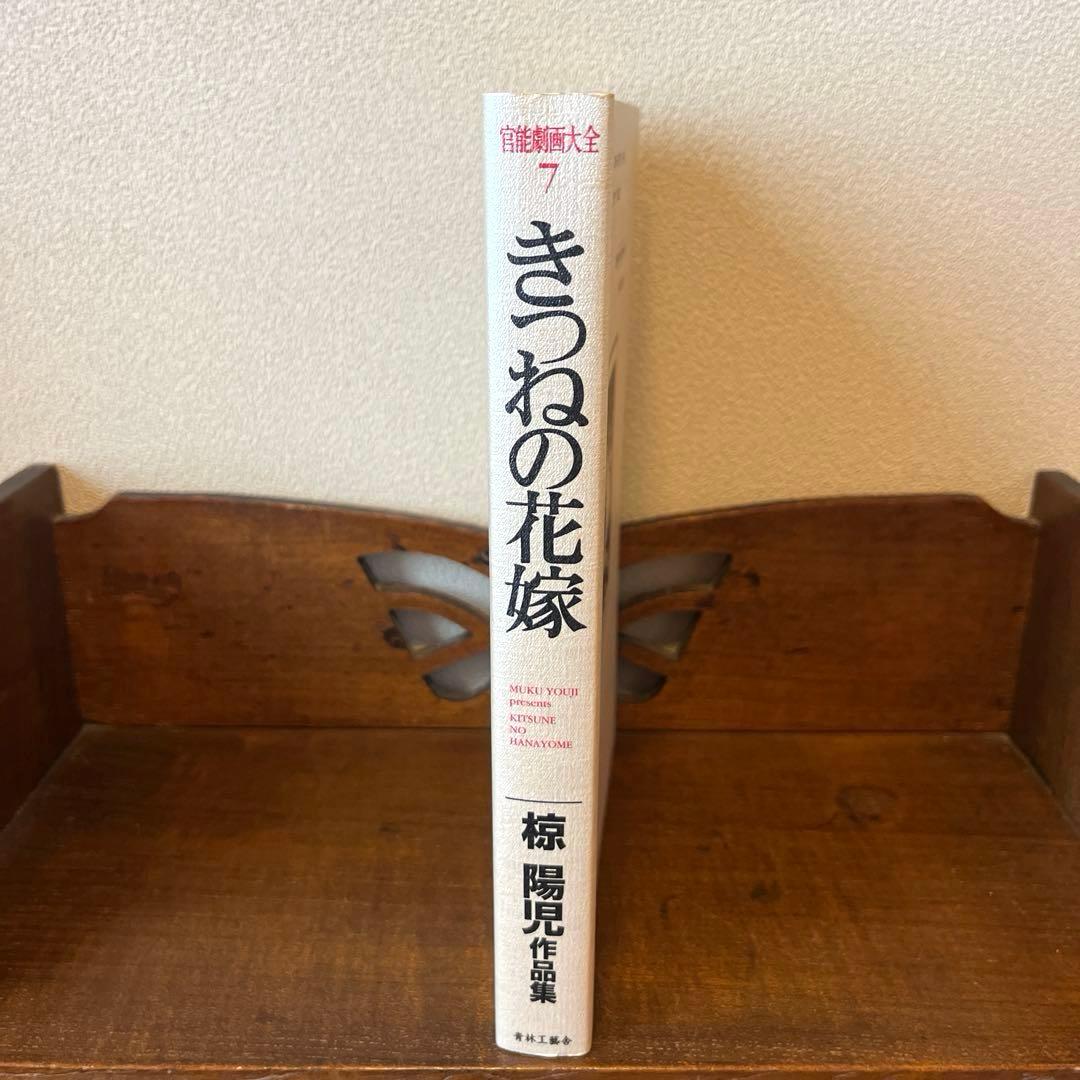 官能劇画大全
7
きつねの花嫁
MUKU YOUJI
presents
KITSUNE
NO
HANAYOME
椋 陽児作品集
青林工藝舎